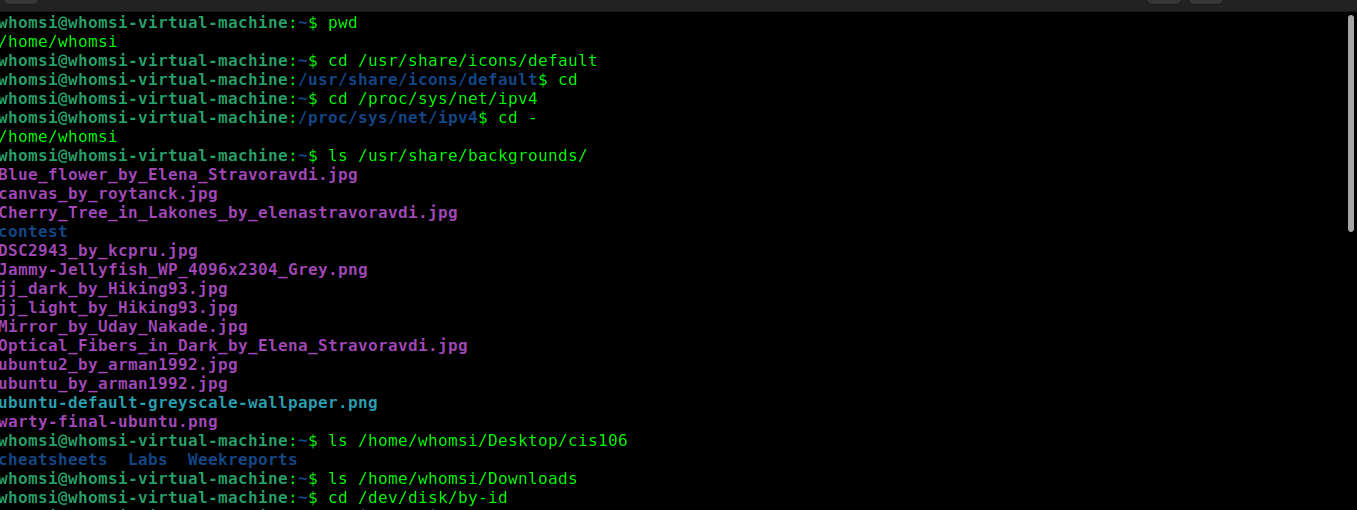 whomsi@whomsi-virtual-machine:~$ pwd
/home/whomsi
whomsi@whomsi-virtual-machine:~$ cd /usr/share/icons/default
whomsi@whomsi-virtual-machine:/usr/share/icons/default$ cd
whomsi@whomsi-virtual-machine:~$ cd /proc/sys/net/ipv4
whomsi@whomsi-virtual-machine:/proc/sys/net/ipv4$ cd -
/home/whomsi
whomsi@whomsi-virtual-machine:~$ ls /usr/share/backgrounds/
Blue_flower_by_Elena_Stravoravdi.jpg
canvas_by_roytanck.jpg
Cherry_Tree_in_Lakones_by_elenastravoravdi.jpg
contest
DSC2943_by_kcpru.jpg
Jammy-Jellyfish_WP_4096x2304_Grey.png
jj_dark_by_Hiking93.jpg
jj_light_by_Hiking93.jpg
Mirror_by_Uday_Nakade.jpg
Optical_Fibers_in_Dark_by_Elena_Stravoravdi.jpg
ubuntu2_by_arman1992.jpg
ubuntu_by_arman1992.jpg
ubuntu-default-greyscale-wallpaper.png
warty-final-ubuntu.png
whomsi@whomsi-virtual-machine:~$ ls /home/whomsi/Desktop/cis106
cheatsheets  Labs  Weekreports
whomsi@whomsi-virtual-machine:~$ ls /home/whomsi/Downloads
whomsi@whomsi-virtual-machine:~$ cd /dev/disk/by-id